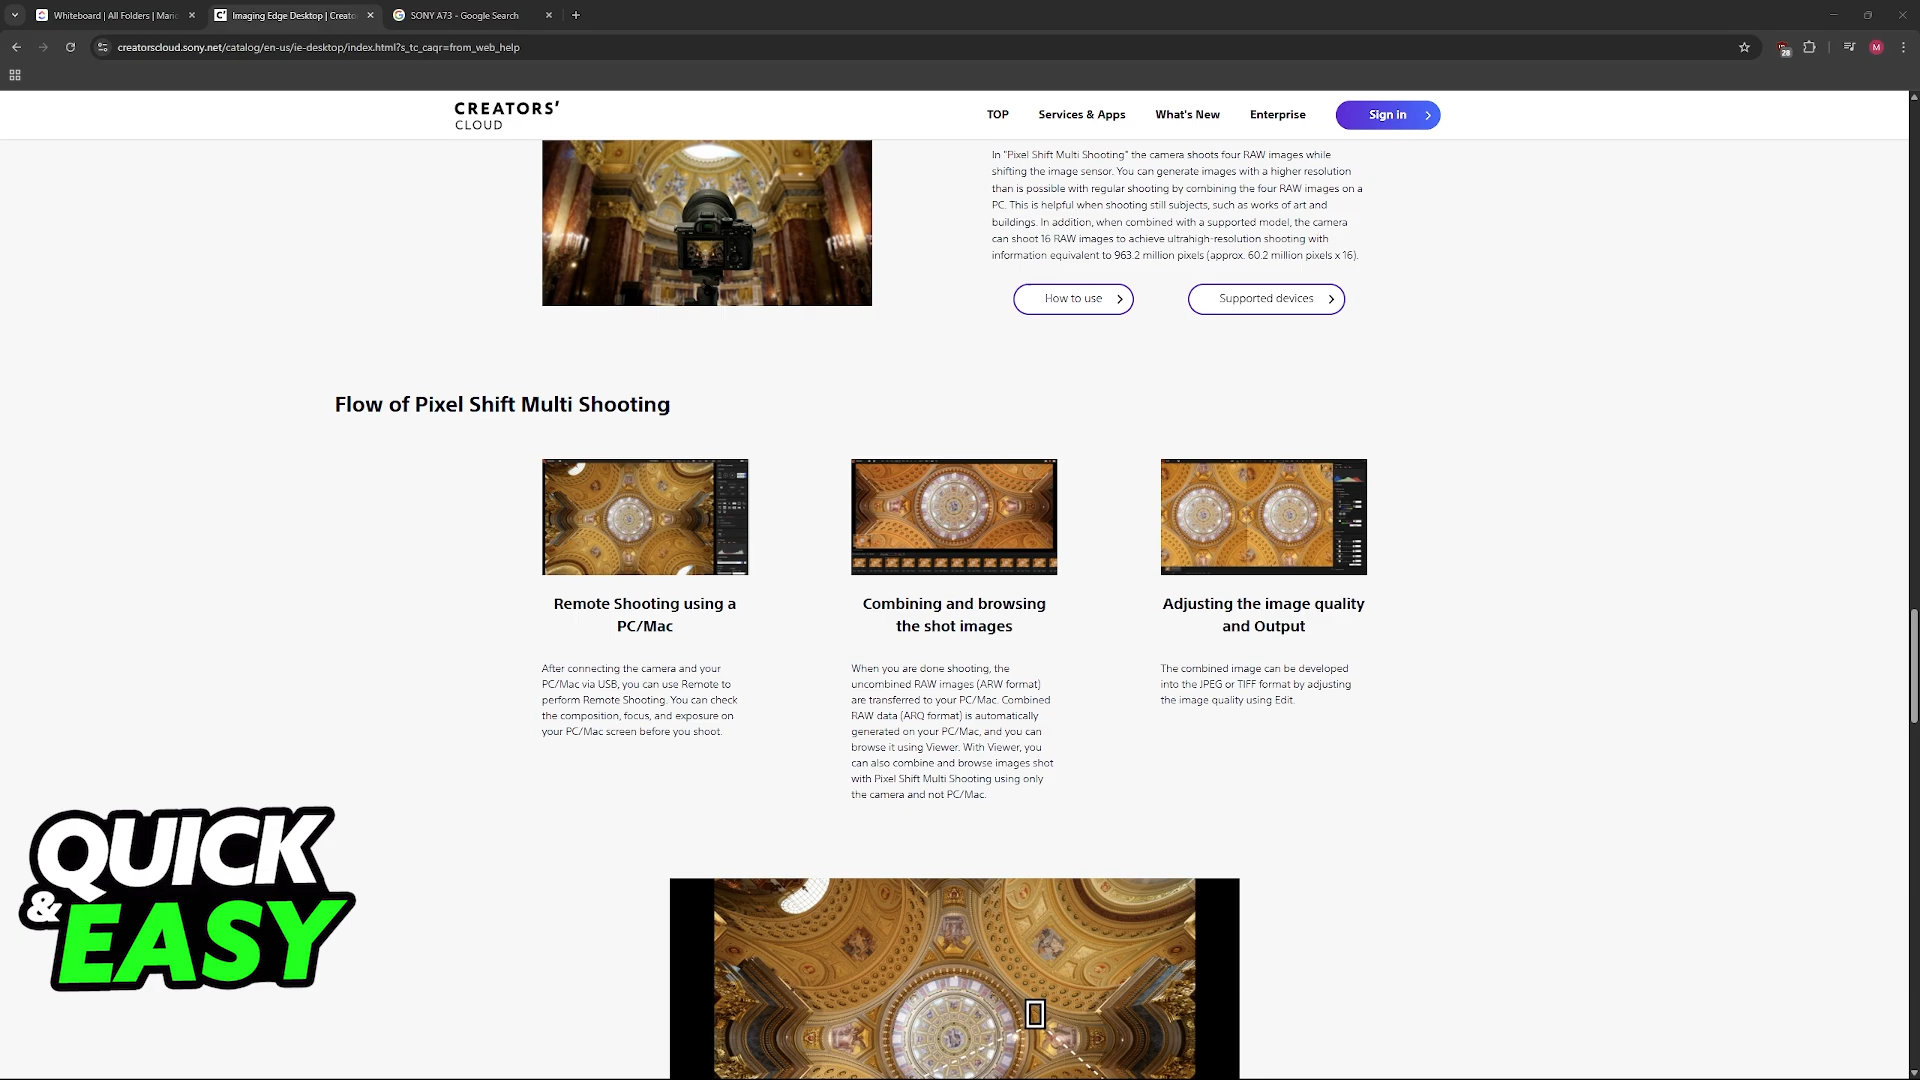 Whiteboard | All Folders | Maric
Imaging Edge Desktop | Creato
SONY A73 - Google Search
creatorscloud.sony.net/catalog/en-us/ie-desktop/index.html?s_tc_caqr=from_web_help
28
M
CREATORS'
CLOUD
TOP
Services & Apps
What's New
Enterprise
Sign in
In "Pixel Shift Multi Shooting" the camera shoots four RAW images while
shifting the image sensor. You can generate images with a higher resolution
than is possible with regular shooting by combining the four RAW images on a
PC. This is helpful when shooting still subjects, such as works of art and
buildings. In addition, when combined with a supported model, the camera
can shoot 16 RAW images to achieve ultrahigh-resolution shooting with
information equivalent to 963.2 million pixels (approx. 60.2 million pixels x 16).
How to use
Supported devices
Flow of Pixel Shift Multi Shooting
Remote Shooting using a
PC/Mac
After connecting the camera and your
PC/Mac via USB, you can use Remote to
perform Remote Shooting. You can check
the composition, focus, and exposure on
your PC/Mac screen before you shoot.
Combining and browsing
the shot images
When you are done shooting, the
uncombined RAW images (ARW format)
are transferred to your PC/Mac. Combined
RAW data (ARQ format) is automatically
generated on your PC/Mac, and you can
browse it using Viewer. With Viewer, you
can also combine and browse images shot
with Pixel Shift Multi Shooting using only
the camera and not PC/Mac.
Adjusting the image quality
and Output
The combined image can be developed
into the JPEG or TIFF format by adjusting
the image quality using Edit.
QUICK
& EASY